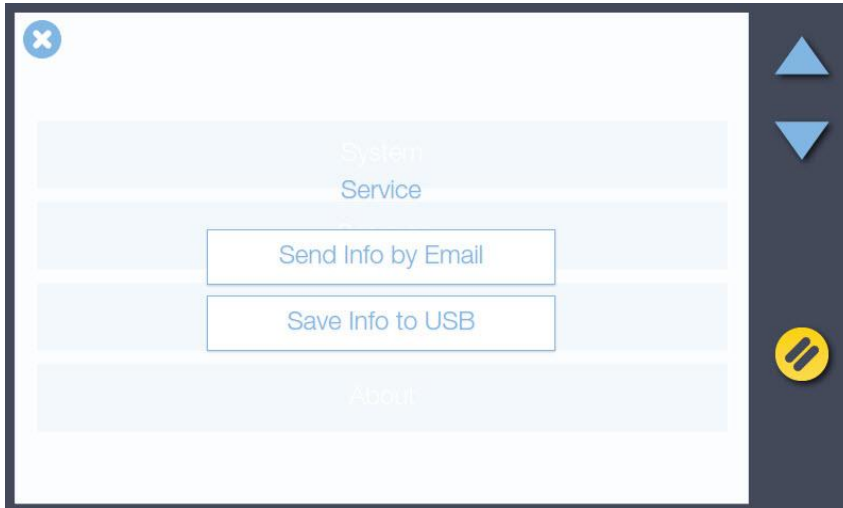 System
Service
Send Info by Email
Save Info to USB
About